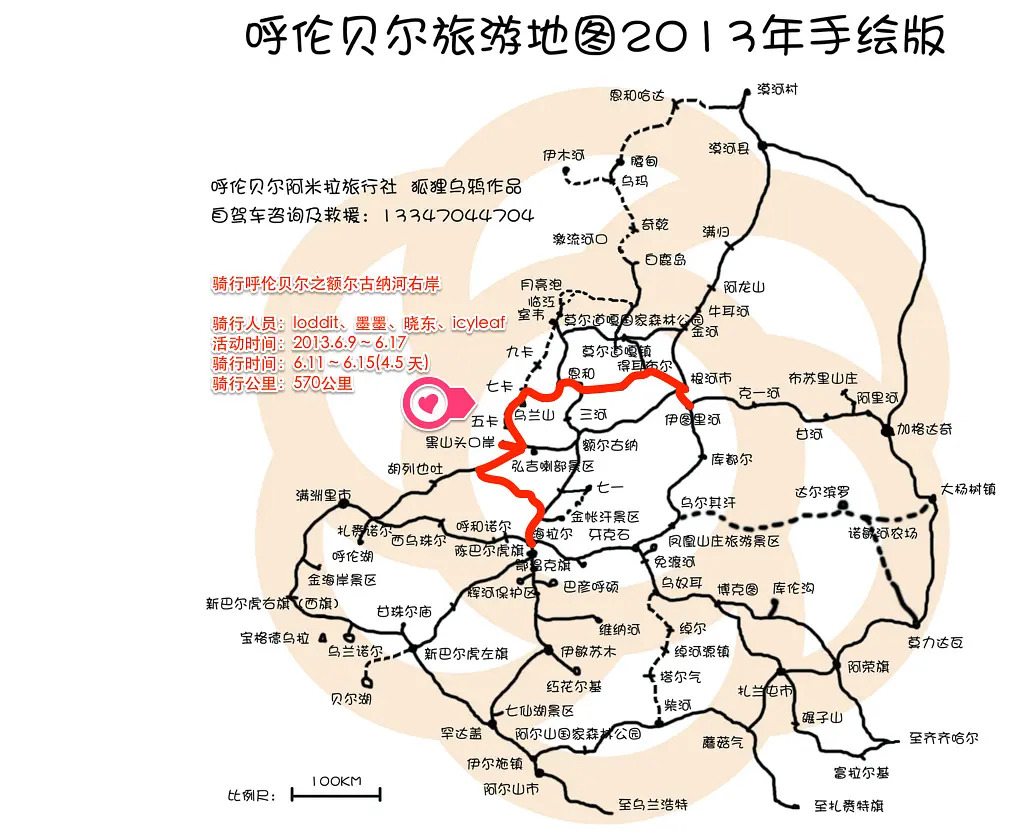 呼伦贝尔旅游地图2013年手绘版
恩和哈达
漠河村
漠河县
伊木河
腰甸
乌玛
呼伦贝尔阿米拉旅行社 狐狸乌鸦作品
自驾车咨询及救援：13347044704
奇乾
满归
激流河口
白鹿岛
骑行呼伦贝尔之额尔古纳河右岸
月亮泡
阿龙山
临江
室韦
牛耳河
骑行人员：loddit、墨墨、晓东、icyleaf
莫尔道嘎国家森林公园
金河
活动时间：2013.6.9 ~ 6.17
九卡
莫尔道嘎镇
骑行时间：6.11 ~ 6.15(4.5 天)
得耳布尔
恩和
根河市
布苏里山庄
骑行公里：570公里
七卡
克一河
阿里河
乌兰山
三河
伊图里河
五卡
甘河
加格达奇
黑山头口岸
额尔古纳
胡列也吐
弘吉喇部景区
库都尔
七一
满洲里市
乌尔其汗
达尔滨罗
大杨树镇
金帐汗景区
扎赉诺尔
呼和诺尔
海拉尔
牙克石
诺敏河农场
西乌珠尔
凤凰山庄旅游景区
呼伦湖
陈巴尔虎旗
鄂温克旗
免渡河
金海岸景区
巴彦呼硕
乌奴耳
辉河保护区
博克图
库伦沟
新巴尔虎右旗（西旗）
甘珠尔庙
维纳河
绰尔
宝格德乌拉
乌兰诺尔
新巴尔虎左旗
伊敏苏木
绰河源镇
莫力达瓦
阿荣旗
塔尔气
红花尔基
扎兰屯市
贝尔湖
柴河
七仙湖景区
碾子山
罕达盖
阿尔山国家森林公园
蘑菇气
至齐齐哈尔
伊尔施镇
富拉尔基
100KM
阿尔山市
比例尺：
至乌兰浩特
至扎赉特旗